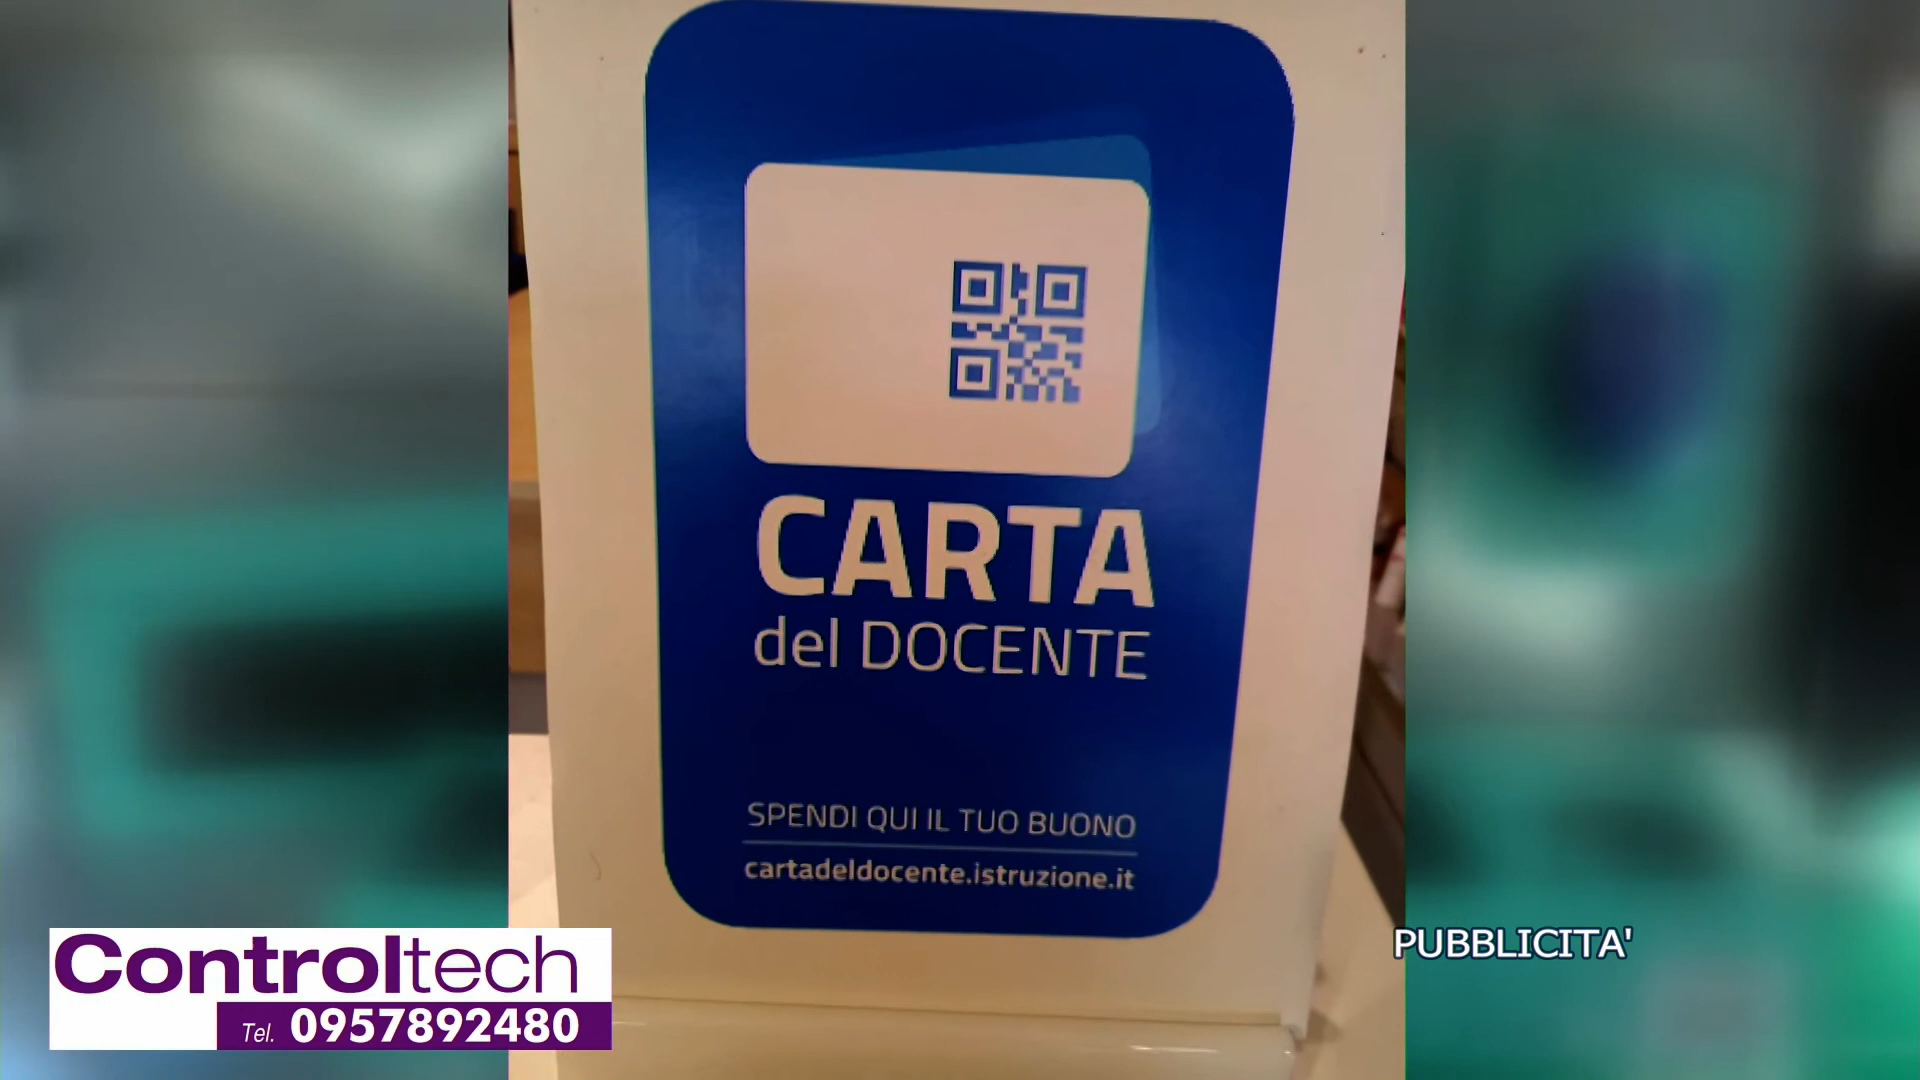 CARTA
del DOCENTE
SPENDI QUI IL TUO BUONO
cartadeldocente.istruzione.it
Controltech
Tel. 0957892480
PUBBLICITA'